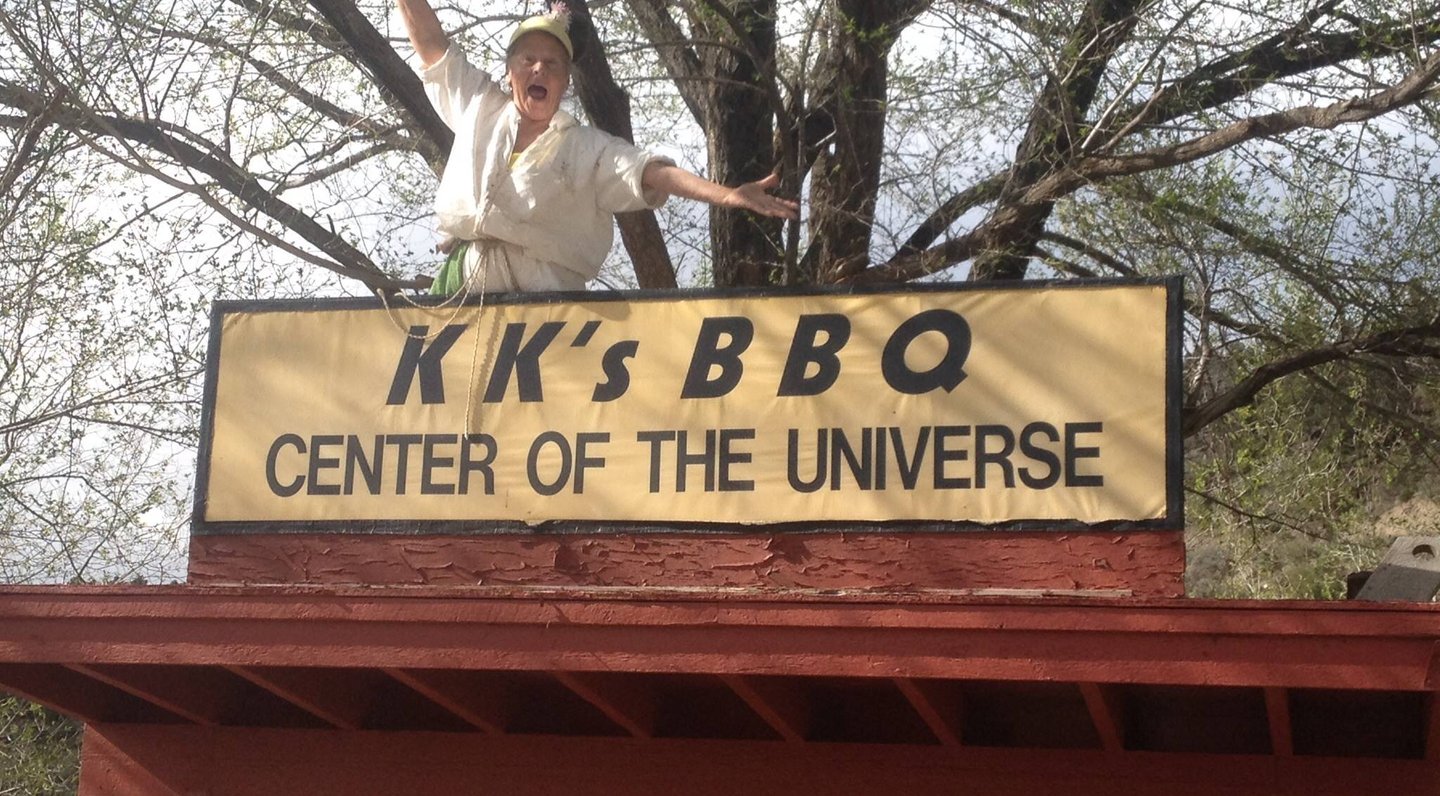 KK's BBQ
CENTER OF THE UNIVERSE